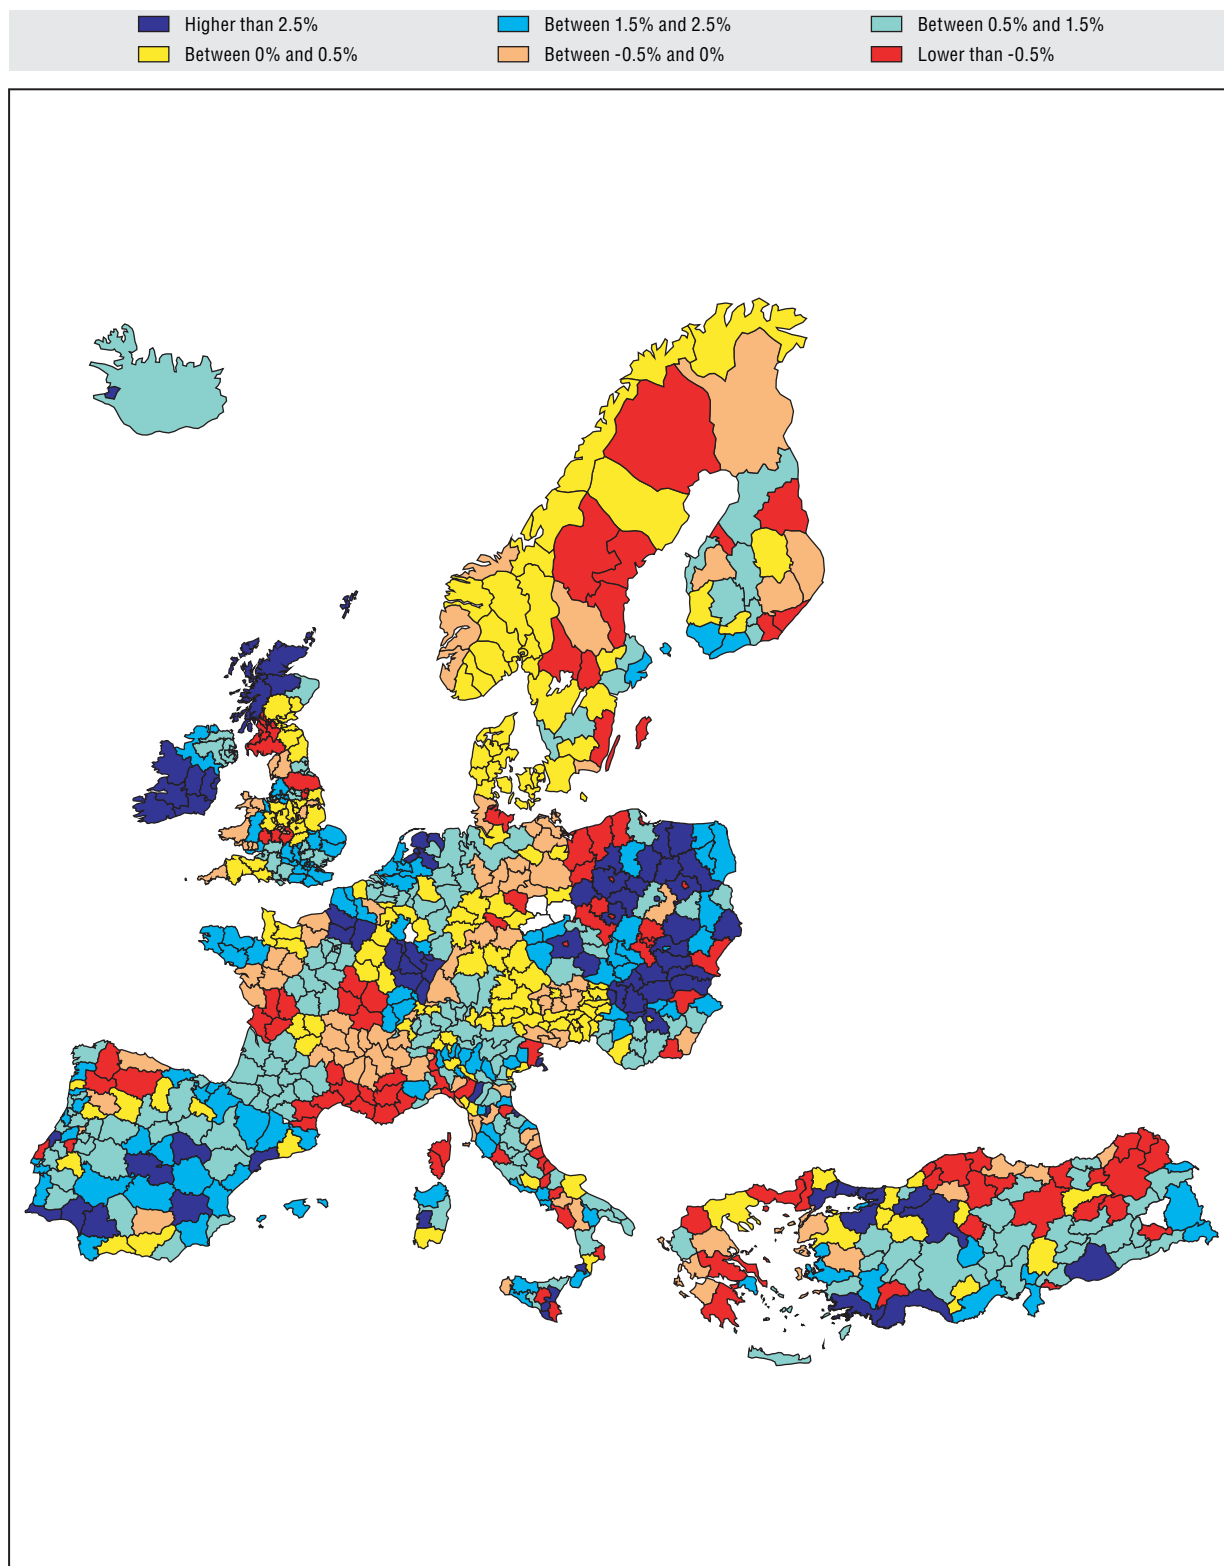 Higher than 2.5% Between 1.5% and 2.5% Between 0.5% and 1.5%
Between 0% and 0.5% Between -0.5% and 0% Lower than -0.5%